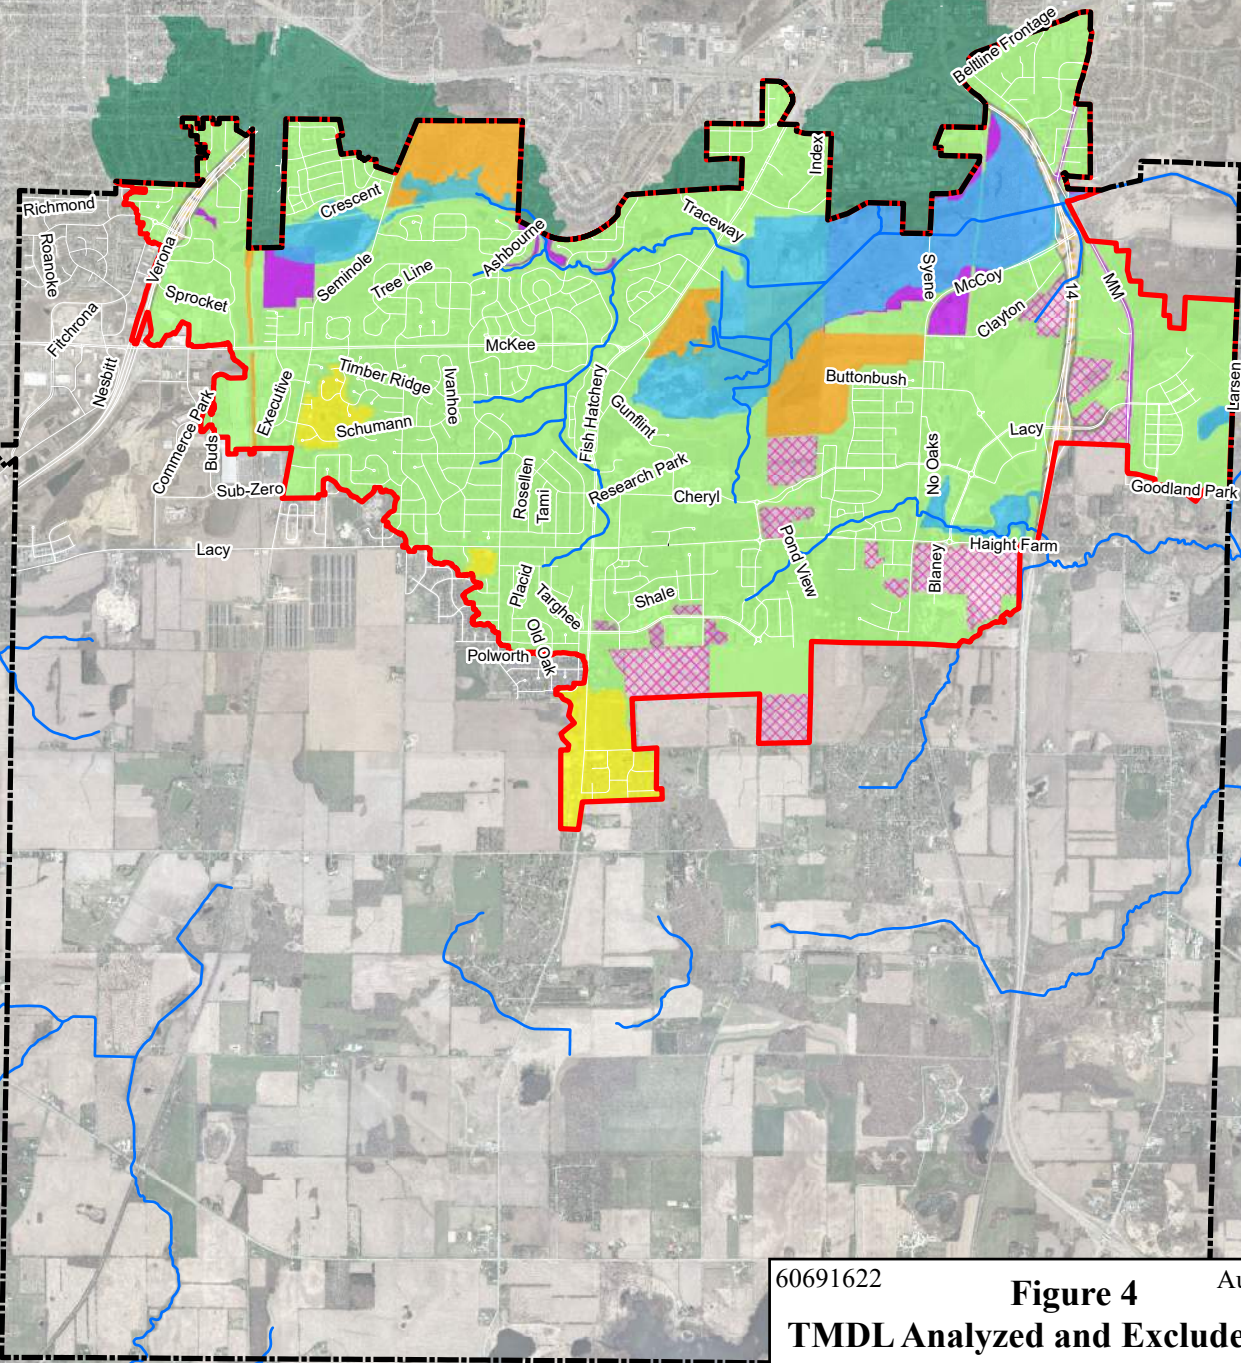 Beltline Frontage
Index
Richmond
Crescent
Traceway
Roanoke
Verona
Ashbourne
Seminole
Tree Line
Syene
McCoy
14
MM
Sprocket
Clayton
Fitchrona
McKee
Nesbitt
Timber Ridge
Ivanhoe
Buttonbush
Executive
Fish Hatchery
Gunflint
Larsen
Commerce Park
Schumann
Lacy
Buds
No Oaks
Research Park
Rosellen
Tami
Sub-Zero
Cheryl
Goodland Park
Lacy
Pond View
Haight Farm
Blaney
Placid
Targhee
Shale
Old Oak
Polworth
60691622
Figure 4
TMDL Analyzed and Exclude